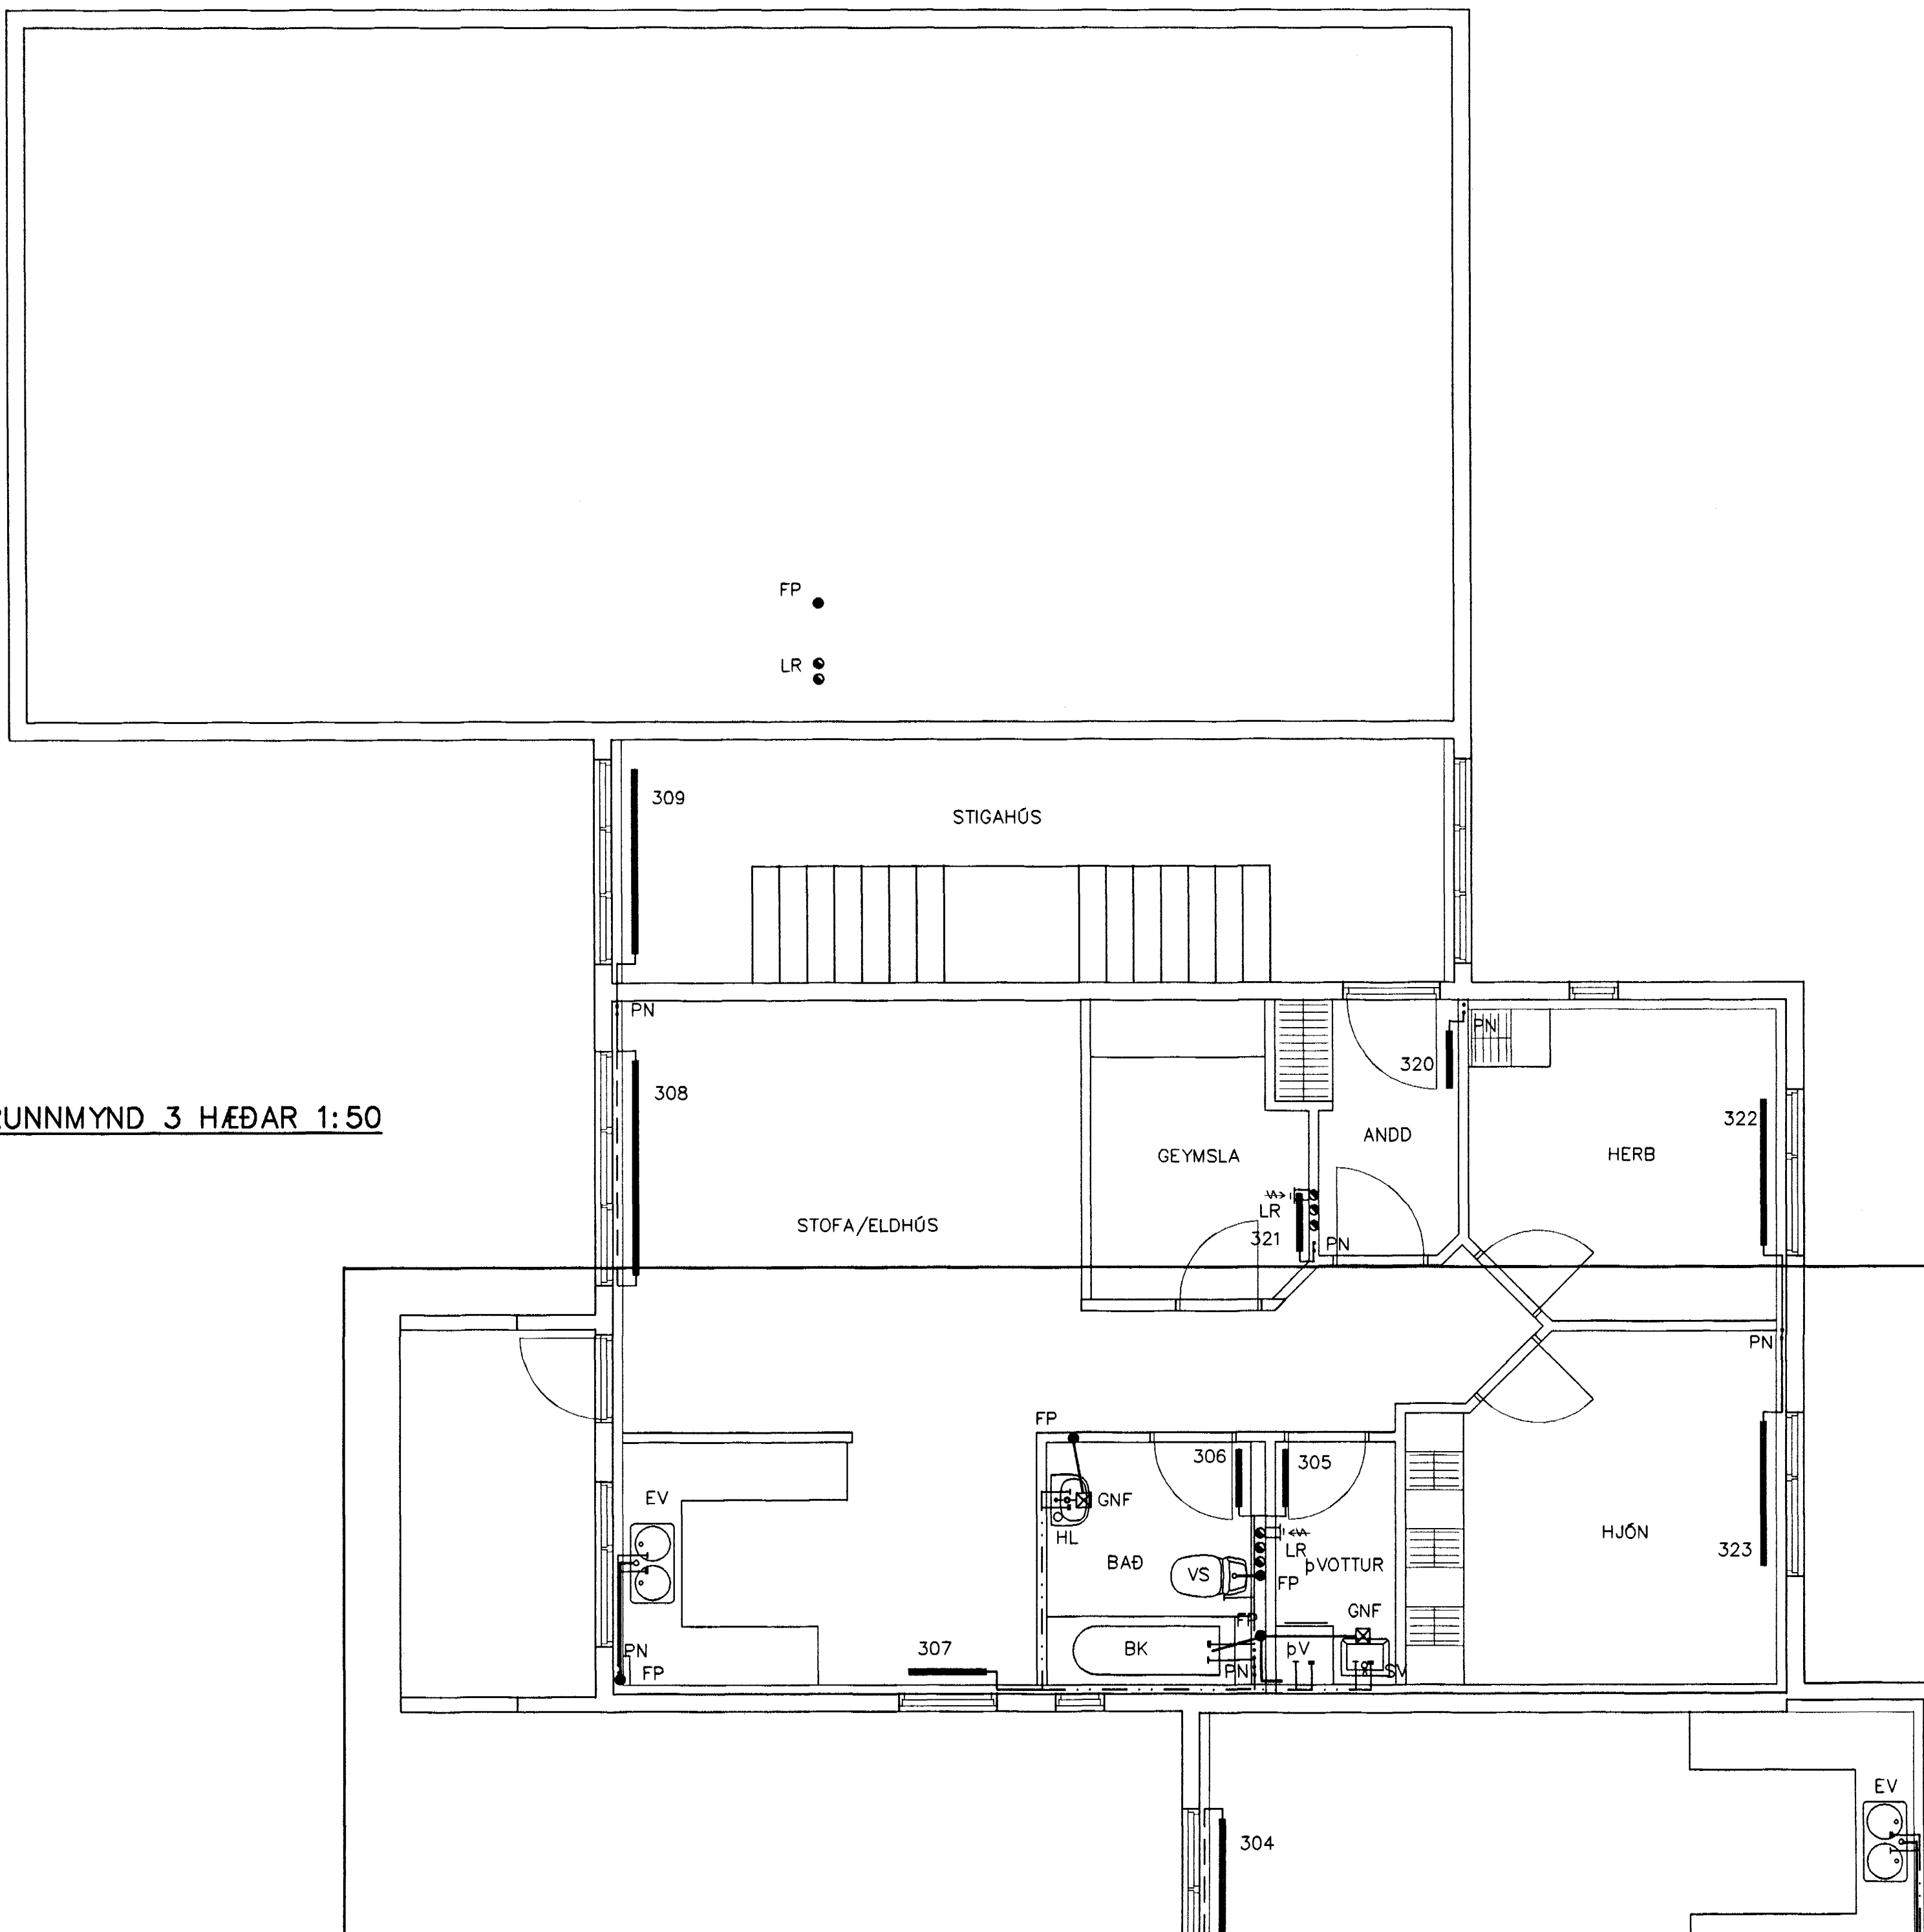 FP
LR
309
STIGAHÚS
PN
PN
320
308
322
RUNNMYND 3 HÆÐAR 1:50
ANDD
GEYMSLA
HERB
LR
STOFA/ELDHÚS
321
PN
PN
FP
306
305
EV
GNF
HL
HJÓN
LR
323
BAÐ
ÞVOTTUR
VS
FP
GNF
FP
307
BK
ÞV
PN
FP
PN
SV
EV
304